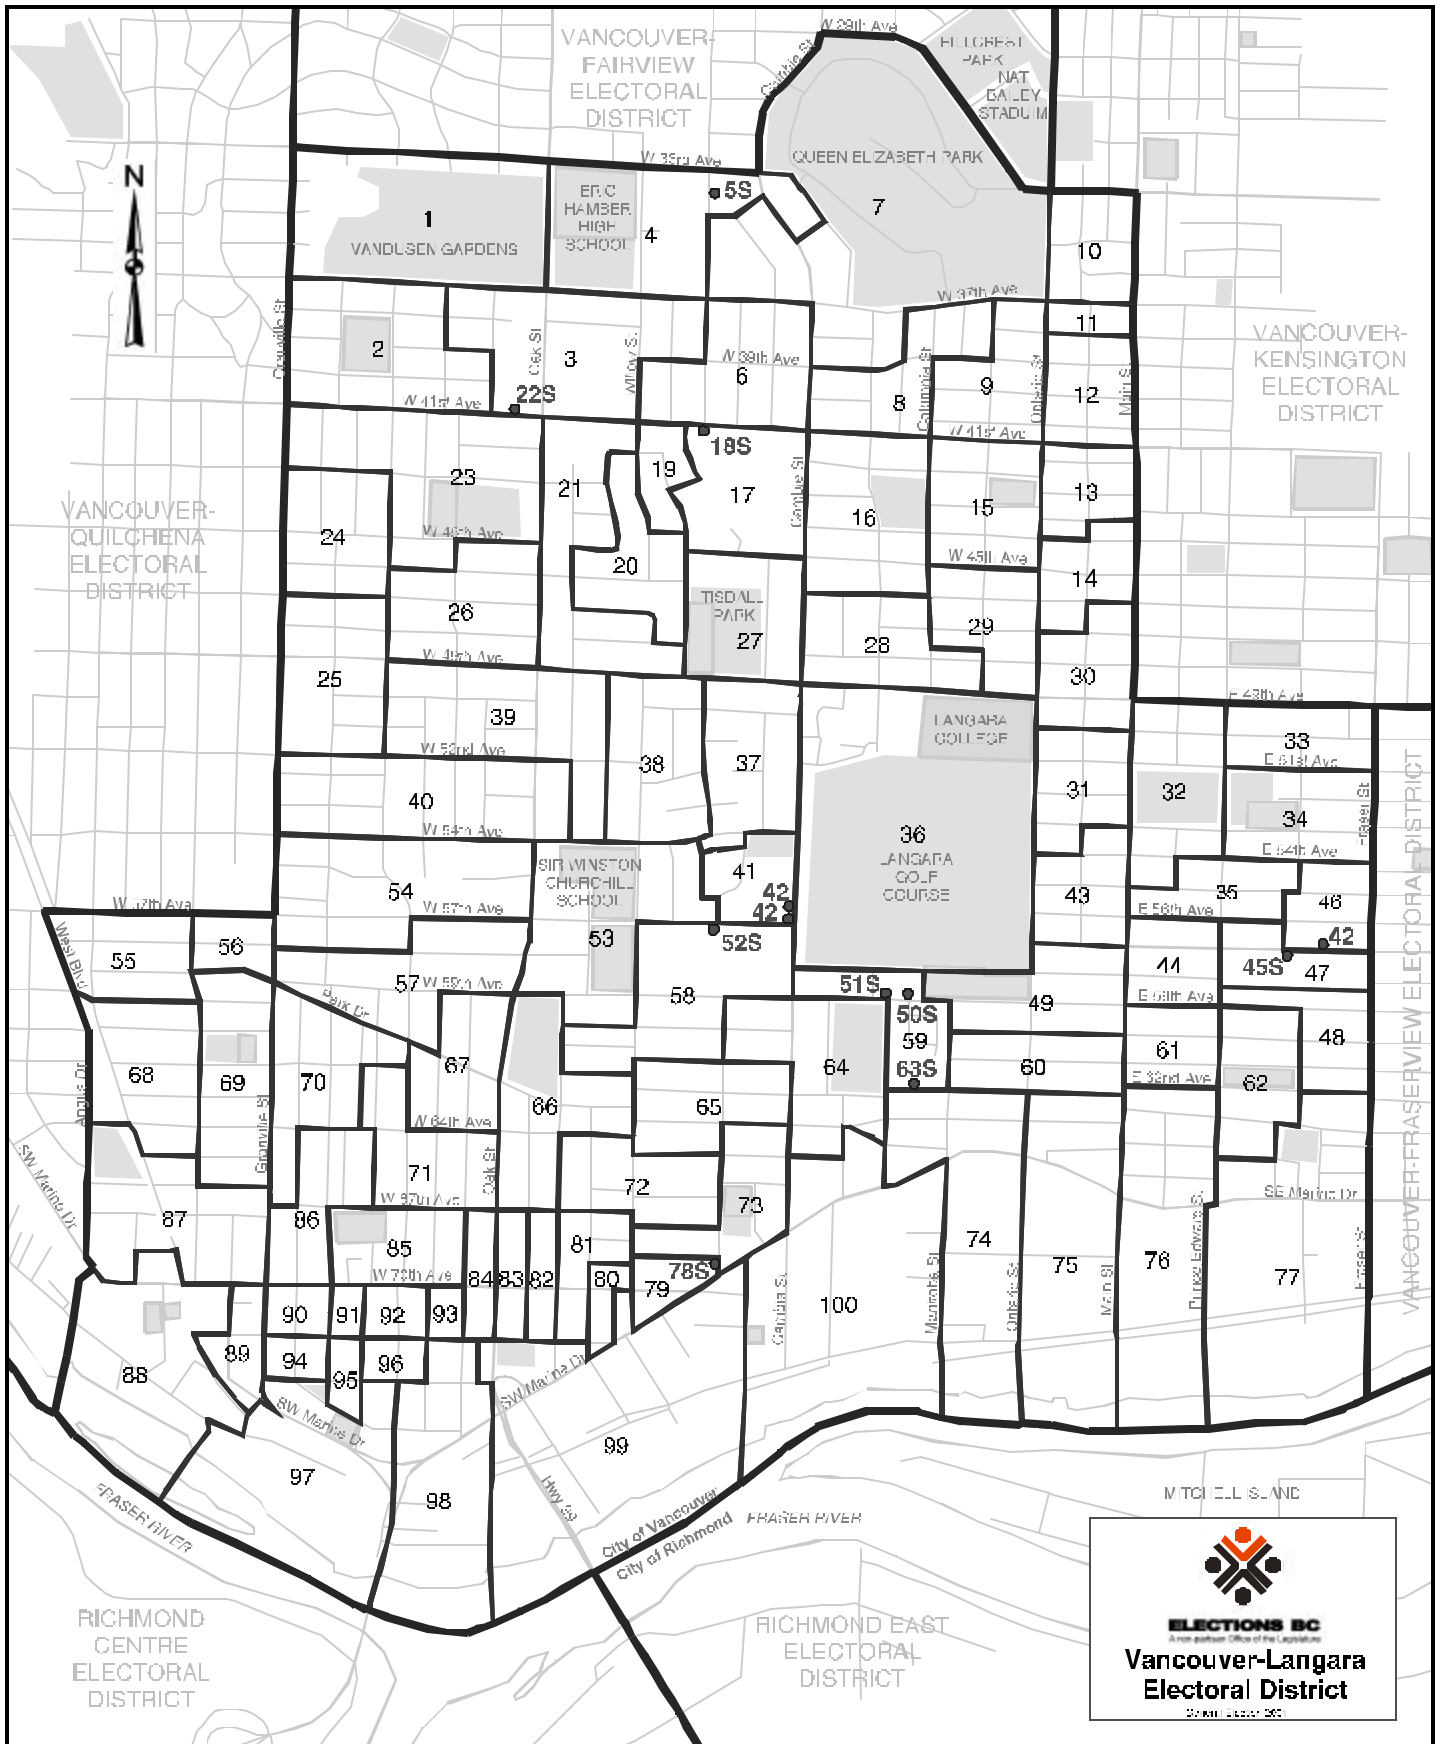 W 29th Ave
VANCOUVER-
FAIRVIEW
ELECTORAL
DISTRICT
Cambie St
HILLCREST
PARK
NAT
BAILEY
STADUIM
W 33rd Ave
QUEEN ELIZABETH PARK
N
ERIC
HAMBER
HIGH
SCHOOL
5S
1
4
7
VANDUSEN GARDENS
10
W 37th Ave
Granville St
2
Oak St
3
Willow S.
W 39th Ave
6
Columbia St
8
9
Ontario St
11
12
Main S.
VANCOUVER-
KENSINGTON
ELECTORAL
DISTRICT
W 41st Ave
22S
18S
W 41st Ave
23
21
19
17
Cambie St
16
15
13
VANCOUVER-
QUILCHENA
ELECTORAL
DISTRICT
24
W 46th Ave
20
W 45th Ave
14
26
TISDALL
PARK
27
28
29
W 49th Ave
25
30
E 49th Ave
39
LANGARA
COLLEGE
W 52nd Ave
38
37
33
E 51st Ave
40
31
32
34
Fraser St
W 54th Ave
36
LANGARA
GOLF
COURSE
E 54th Ave
SIR WINSTON
CHURCHILL
SCHOOL
41
54
42
42
43
35
46
W 57th Ave
W 57th Ave
E 56th Ave
West Blvd
55
56
53
52S
42
45S
47
44
57
W 59th Ave
58
51S
50S
49
E 59th Ave
Park Dr
59
48
68
69
70
67
64
63S
60
61
62
E 62nd Ave
Angus Dr
66
65
Granville St
W 64th Ave
SW Marine Dr
71
Oak St
72
73
W 67th Ave
SE Marine Dr
87
86
85
81
74
75
76
77
Prince Edward S.
W 70th Ave
84
83
82
80
79
78S
100
Cambie St
Manitoba St
Ontario St
Main St
Fraser St
VANCOUVER-FRASERVIEW ELECTORAL DISTRICT
90
91
92
93
88
89
94
95
96
SW Marine Dr
SW Marine Dr
97
98
99
Hwy 99
FRASER RIVER
City of Vancouver
City of Richmond
FRASER RIVER
MITCHELL ISLAND
RICHMOND
CENTRE
ELECTORAL
DISTRICT
RICHMOND EAST
ELECTORAL
DISTRICT
ELECTIONS BC
A non-partisan Office of the Legislature
Vancouver-Langara
Electoral District